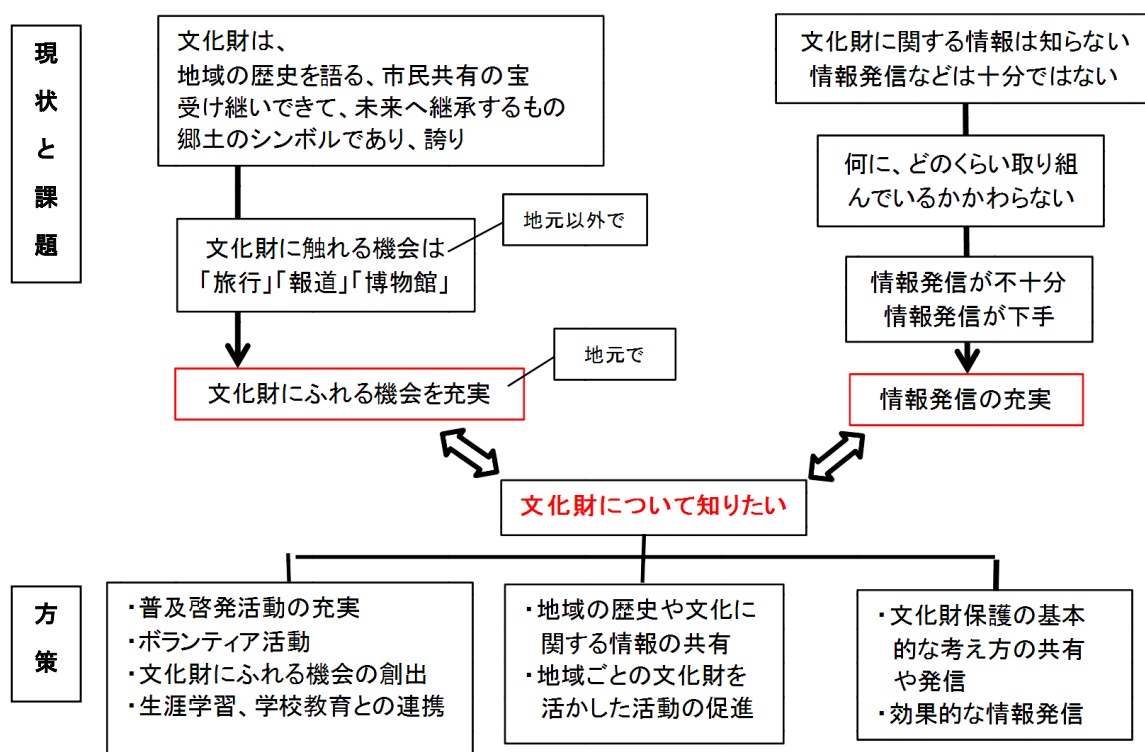 現状と課題
文化財は、
地域の歴史を語る、市民共有の宝
受け継いできて、未来へ継承するもの
郷土のシンボルであり、誇り
文化財に触れる機会は
「旅行」「報道」「博物館」
地元以外で
文化財にふれる機会を充実
地元で
文化財に関する情報は知らない
情報発信などは十分ではない
何に、どのくらい取り組
んでいるかかわらない
情報発信が不十分
情報発信が下手
情報発信の充実
文化財について知りたい
方策
・普及啓発活動の充実
・ボランティア活動
・文化財にふれる機会の創出
・生涯学習、学校教育との連携
・地域の歴史や文化に
関する情報の共有
・地域ごとの文化財を
活かした活動の促進
・文化財保護の基本
的な考え方の共有
や発信
・効果的な情報発信